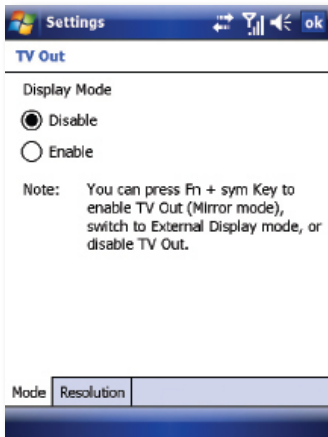 Settings
ok
TV Out
Display Mode
Disable
Enable
Note: You can press Fn + sym Key to
enable TV Out (Mirror mode),
switch to External Display mode, or
disable TV Out.
Mode Resolution